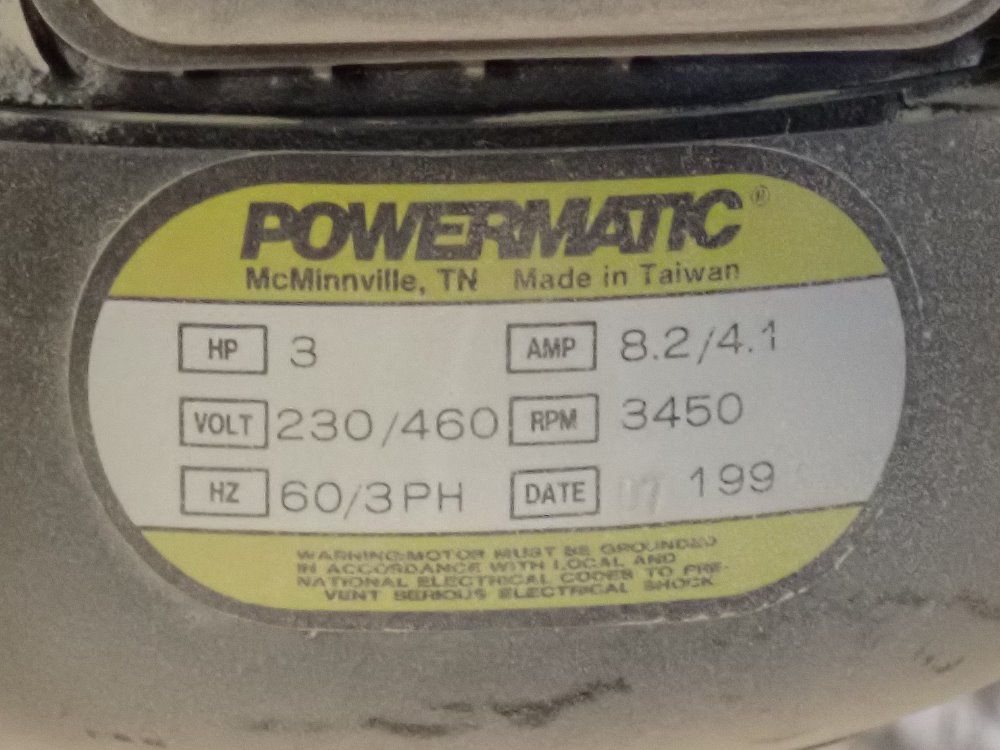 POWERMATIC®
McMinnville, TN Made in Taiwan
HP 3 AMP 8.2/4.1
VOLT 230/460 RPM 3450
HZ 60/3PH DATE 199
WARNING:MOTOR MUST BE GROUNDED
IN ACCORDANCE WITH LOCAL AND
NATIONAL ELECTRICAL CODES TO PRE-
VENT SERIOUS ELECTRICAL SHOCK